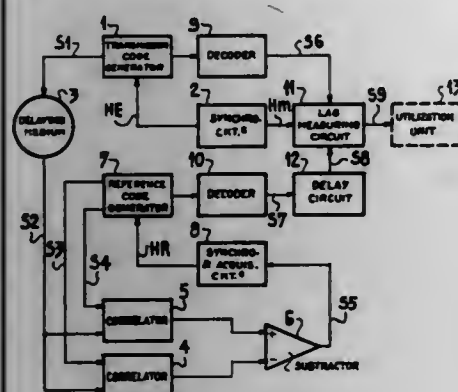 1
9
S1
TRANSMISSION
CODE
GENERATOR
DECODER
S6
3
DELAYING
MEDIUM
HE
2
SYNCHRO.
CKT.S
Hm
11
LAG
MEASURING
CIRCUIT
S9
13
UTILIZATION
UNIT
7
10
12
S8
REFERENCE
CODE
GENERATOR
DECODER
S7
DELAY
CIRCUIT
S2
S3
S4
HR
8
SYNCHRO-
& ACQUIS.
CKT.S
5
CORRELATOR
6
S5
+
-
SUBTRACTOR
4
CORRELATOR